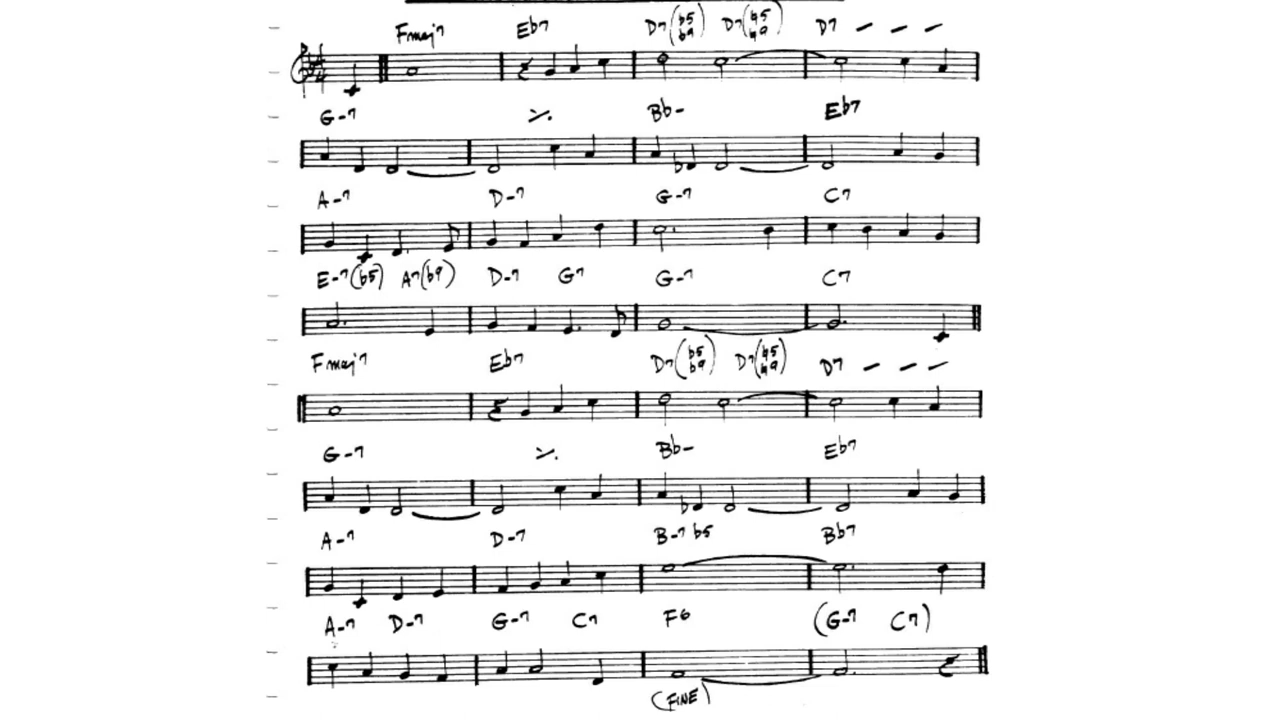 Fmaj7 Eb7 D7(b5 b9) D7(♮5 ♮9) D7
G-7 Bb- Eb7
A-7 D-7 G-7 C7
E-7(b5) A7(b9) D-7 G7 G-7 C7
Fmaj7 Eb7 D7(b5 b9) D7(♮5 ♮9) D7
G-7 Bb- Eb7
A-7 D-7 B-7b5 Bb7
A-7 D-7 G-7 C7 F6 (G-7 C7)
(FINE)